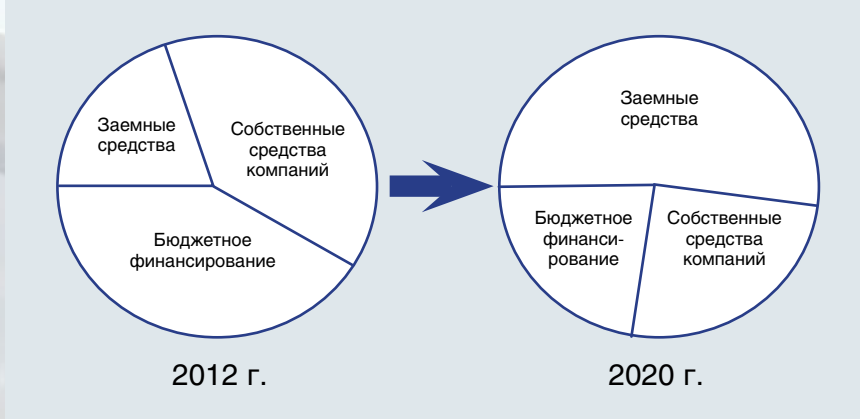 Заемные
средства
Собственные
средства
компаний
Бюджетное
финансирование
2012 г.
Заемные
средства
Бюджетное
финанси-
рование
Собственные
средства
компаний
2020 г.